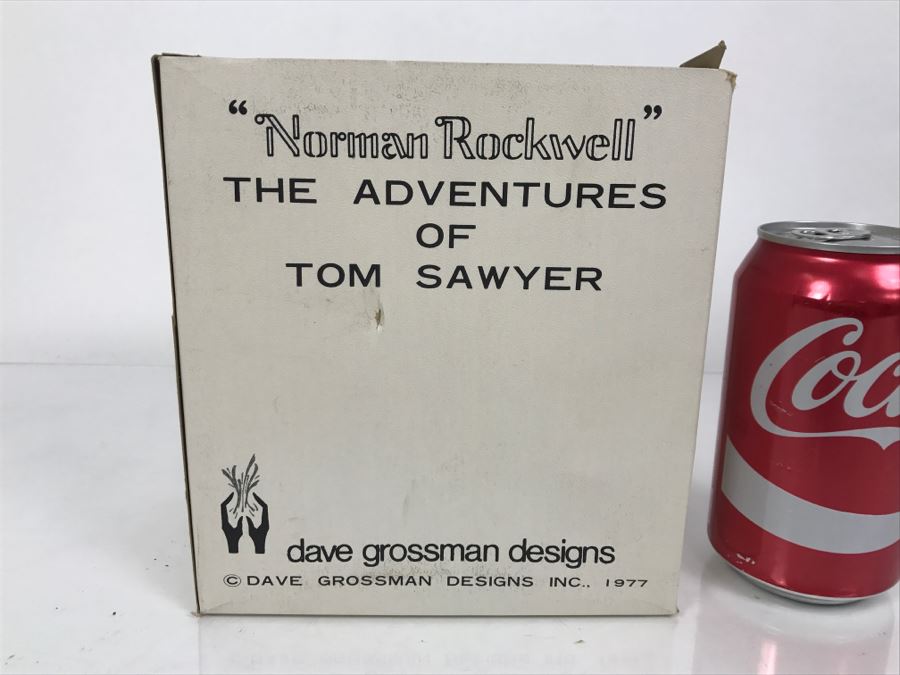 “Norman Rockwell”
THE ADVENTURES
OF
TOM SAWYER
dave grossman designs
© DAVE GROSSMAN DESIGNS INC.. 1977
Coca